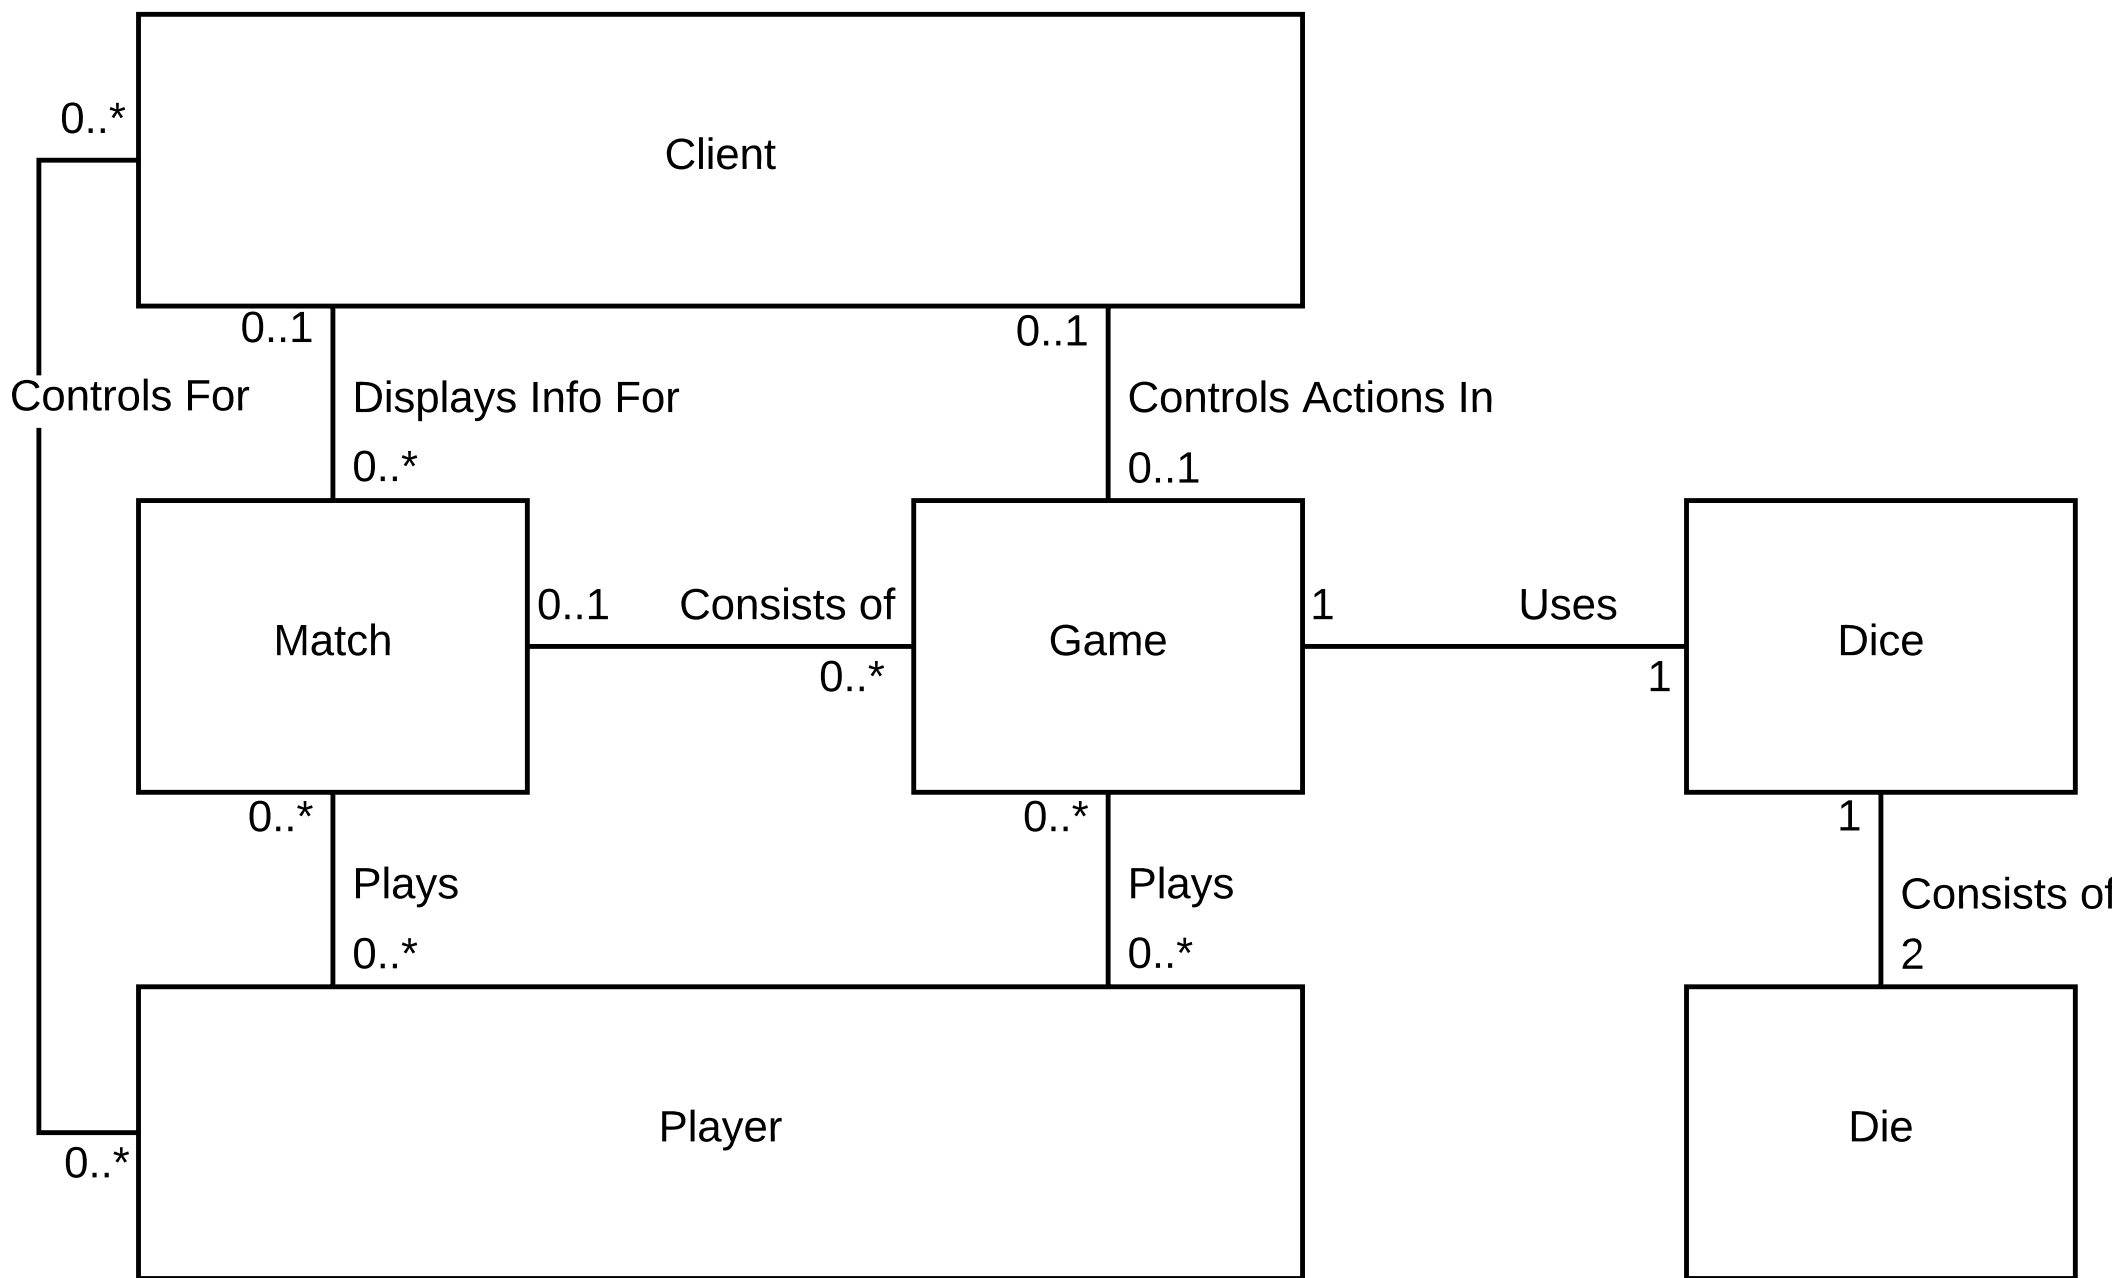 0..*
Client
0..1
0..1
Controls For
Displays Info For
Controls Actions In
0..*
0..1
0..1
Consists of
1
Uses
Match
Game
Dice
0..*
1
0..*
0..*
1
Plays
Plays
Consists of
0..*
0..*
2
Player
Die
0..*